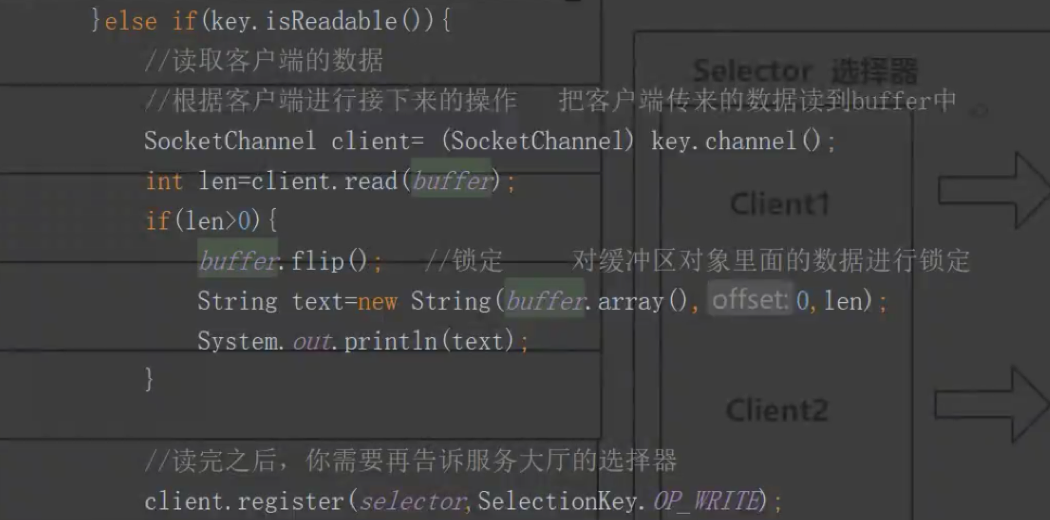 }else if(key.isReadable()){
//读取客户端的数据
Selector 选择器
//根据客户端进行接下来的操作 把客户端传来的数据读到buffer中
SocketChannel client= (SocketChannel) key.channel();
int len=client.read(buffer);
Client1
if(len>0){
buffer.flip(); //锁定 对缓冲区对象里面的数据进行锁定
String text=new String(buffer.array(), offset: 0,len);
System.out.println(text);
}
Client2
//读完之后，你需要再告诉服务大厅的选择器
client.register(selector,SelectionKey.OP_WRITE);